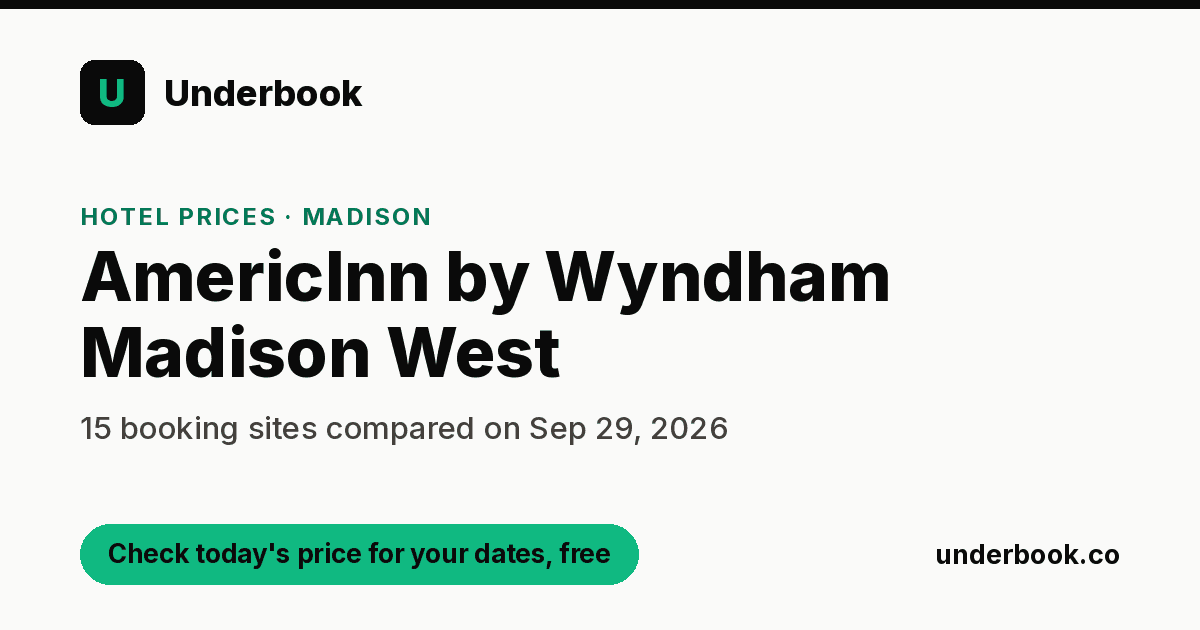 U Underbook
HOTEL PRICES · MADISON
AmericInn by Wyndham
Madison West
15 booking sites compared on Sep 29, 2026
Check today's price for your dates, free
underbook.co